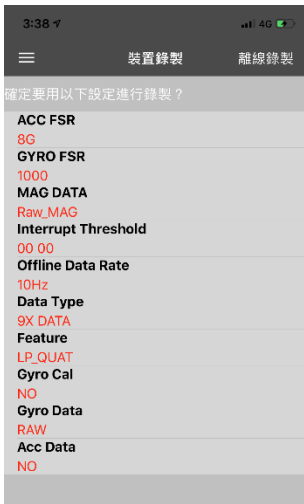 3:38
4G
裝置錄製
離線錄製
確定要用以下設定進行錄製？
ACC FSR
8G
GYRO FSR
1000
MAG DATA
Raw_MAG
Interrupt Threshold
00 00
Offline Data Rate
10Hz
Data Type
9X DATA
Feature
LP_QUAT
Gyro Cal
NO
Gyro Data
RAW
Acc Data
NO